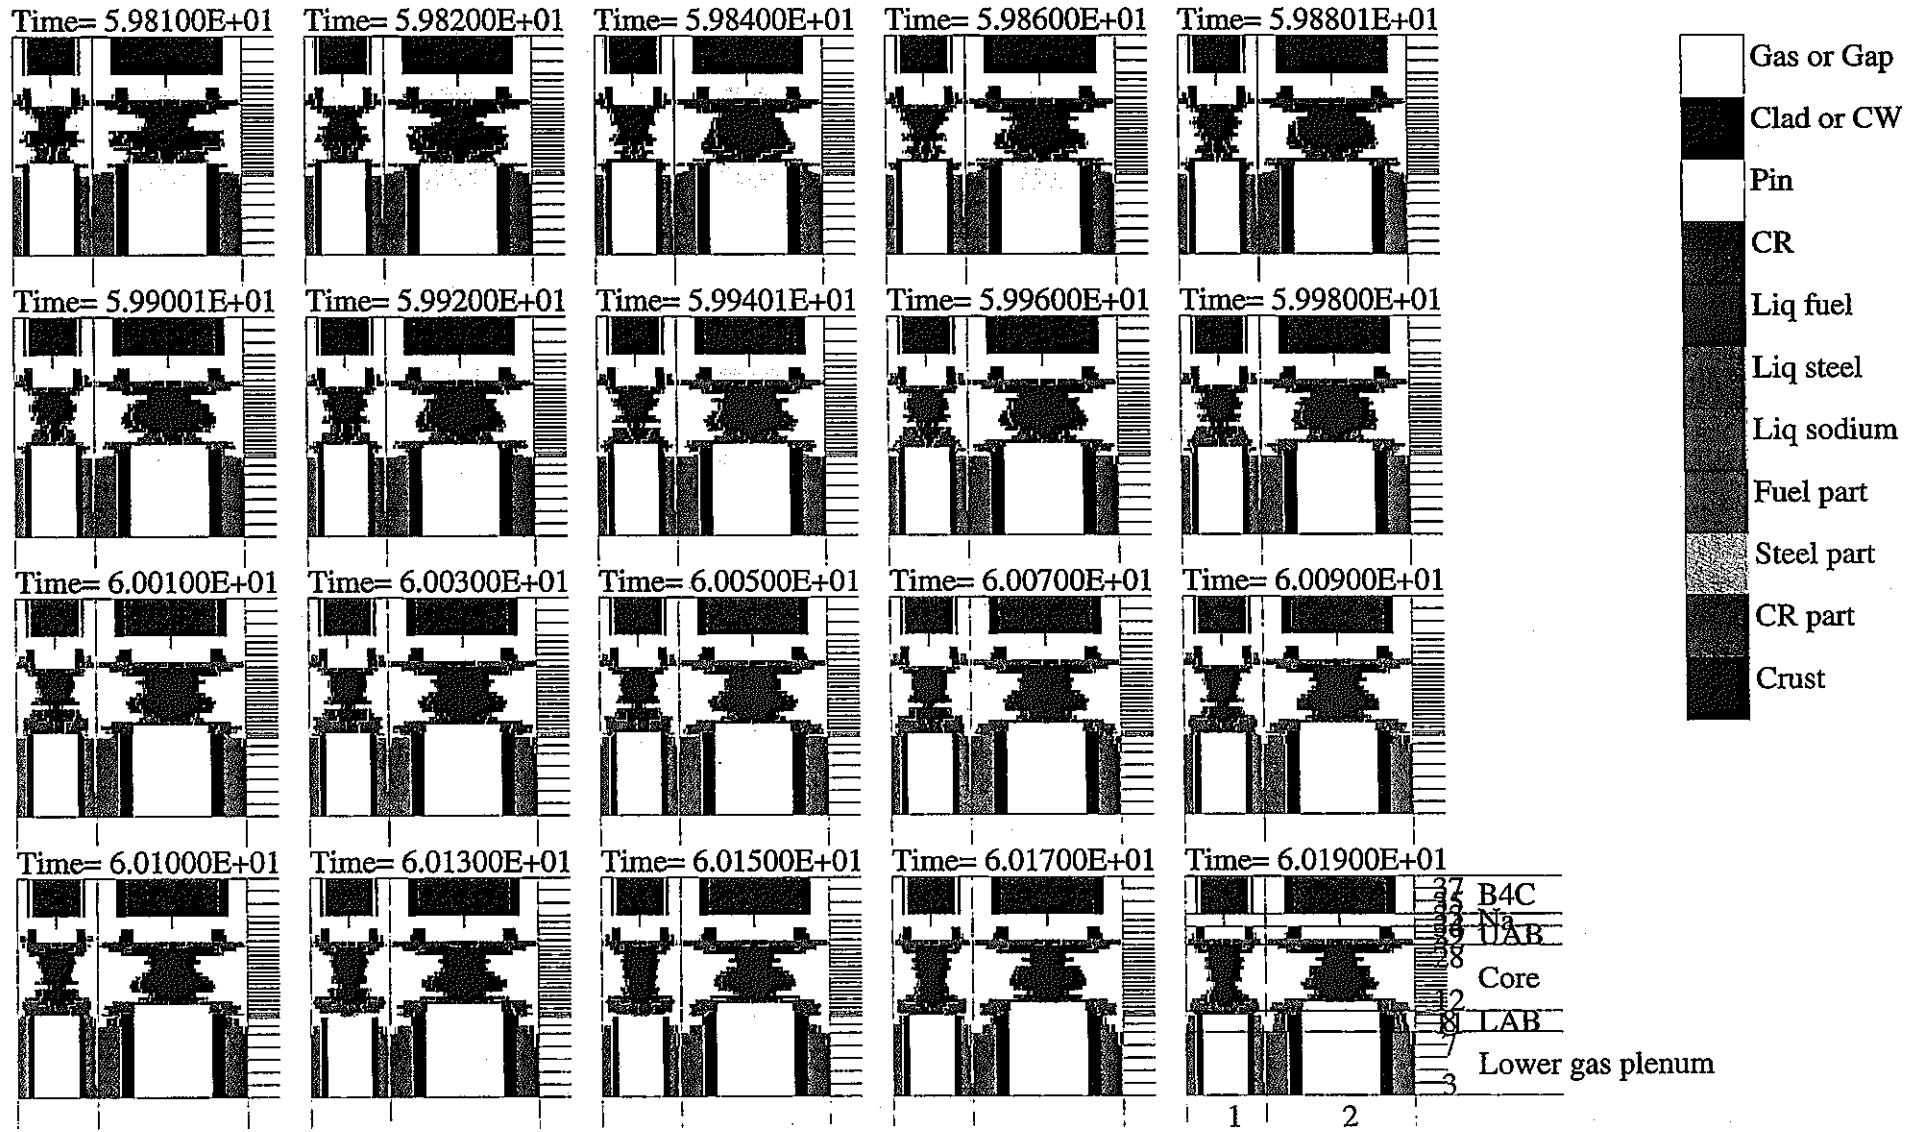 Time= 5.98100E+01
Time= 5.98200E+01
Time= 5.98400E+01
Time= 5.98600E+01
Time= 5.98801E+01
Gas or Gap
Clad or CW
Pin
CR
Liq fuel
Liq steel
Liq sodium
Fuel part
Steel part
CR part
Crust
Time= 5.99001E+01
Time= 5.99200E+01
Time= 5.99401E+01
Time= 5.99600E+01
Time= 5.99800E+01
Time= 6.00100E+01
Time= 6.00300E+01
Time= 6.00500E+01
Time= 6.00700E+01
Time= 6.00900E+01
Time= 6.01000E+01
Time= 6.01300E+01
Time= 6.01500E+01
Time= 6.01700E+01
Time= 6.01900E+01
37 B4C
Na
UAB
28
Core
12
8 LAB
7
Lower gas plenum
3
1 2